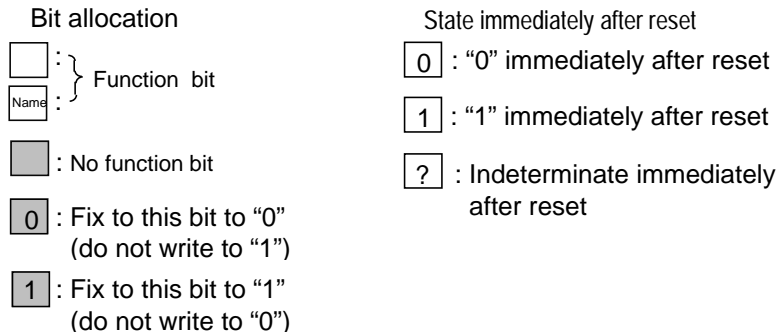 Bit allocation
:
Function bit
Name :
: No function bit
0 : Fix to this bit to “0”
(do not write to “1”)
1 : Fix to this bit to “1”
(do not write to “0”)
State immediately after reset
0 : “0” immediately after reset
1 : “1” immediately after reset
? : Indeterminate immediately
after reset